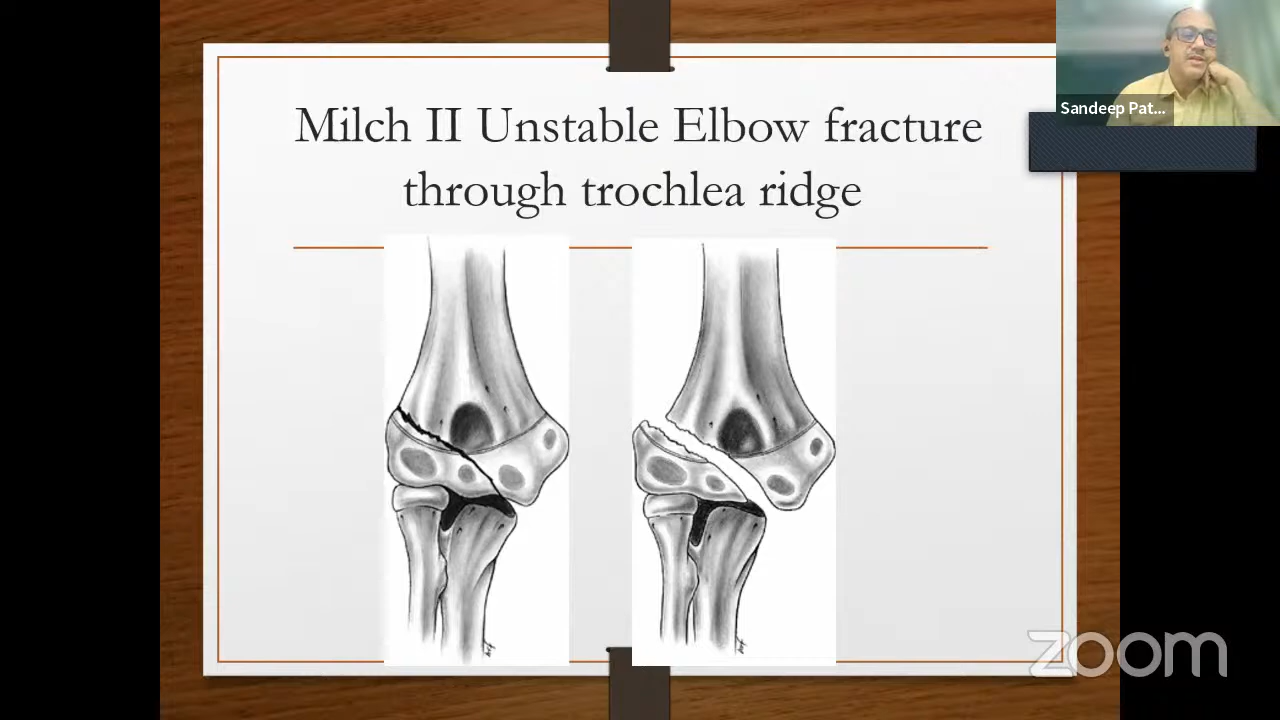 Milch II Unstable Elbow fracture
through trochlea ridge
Sandeep Pat...
zoom